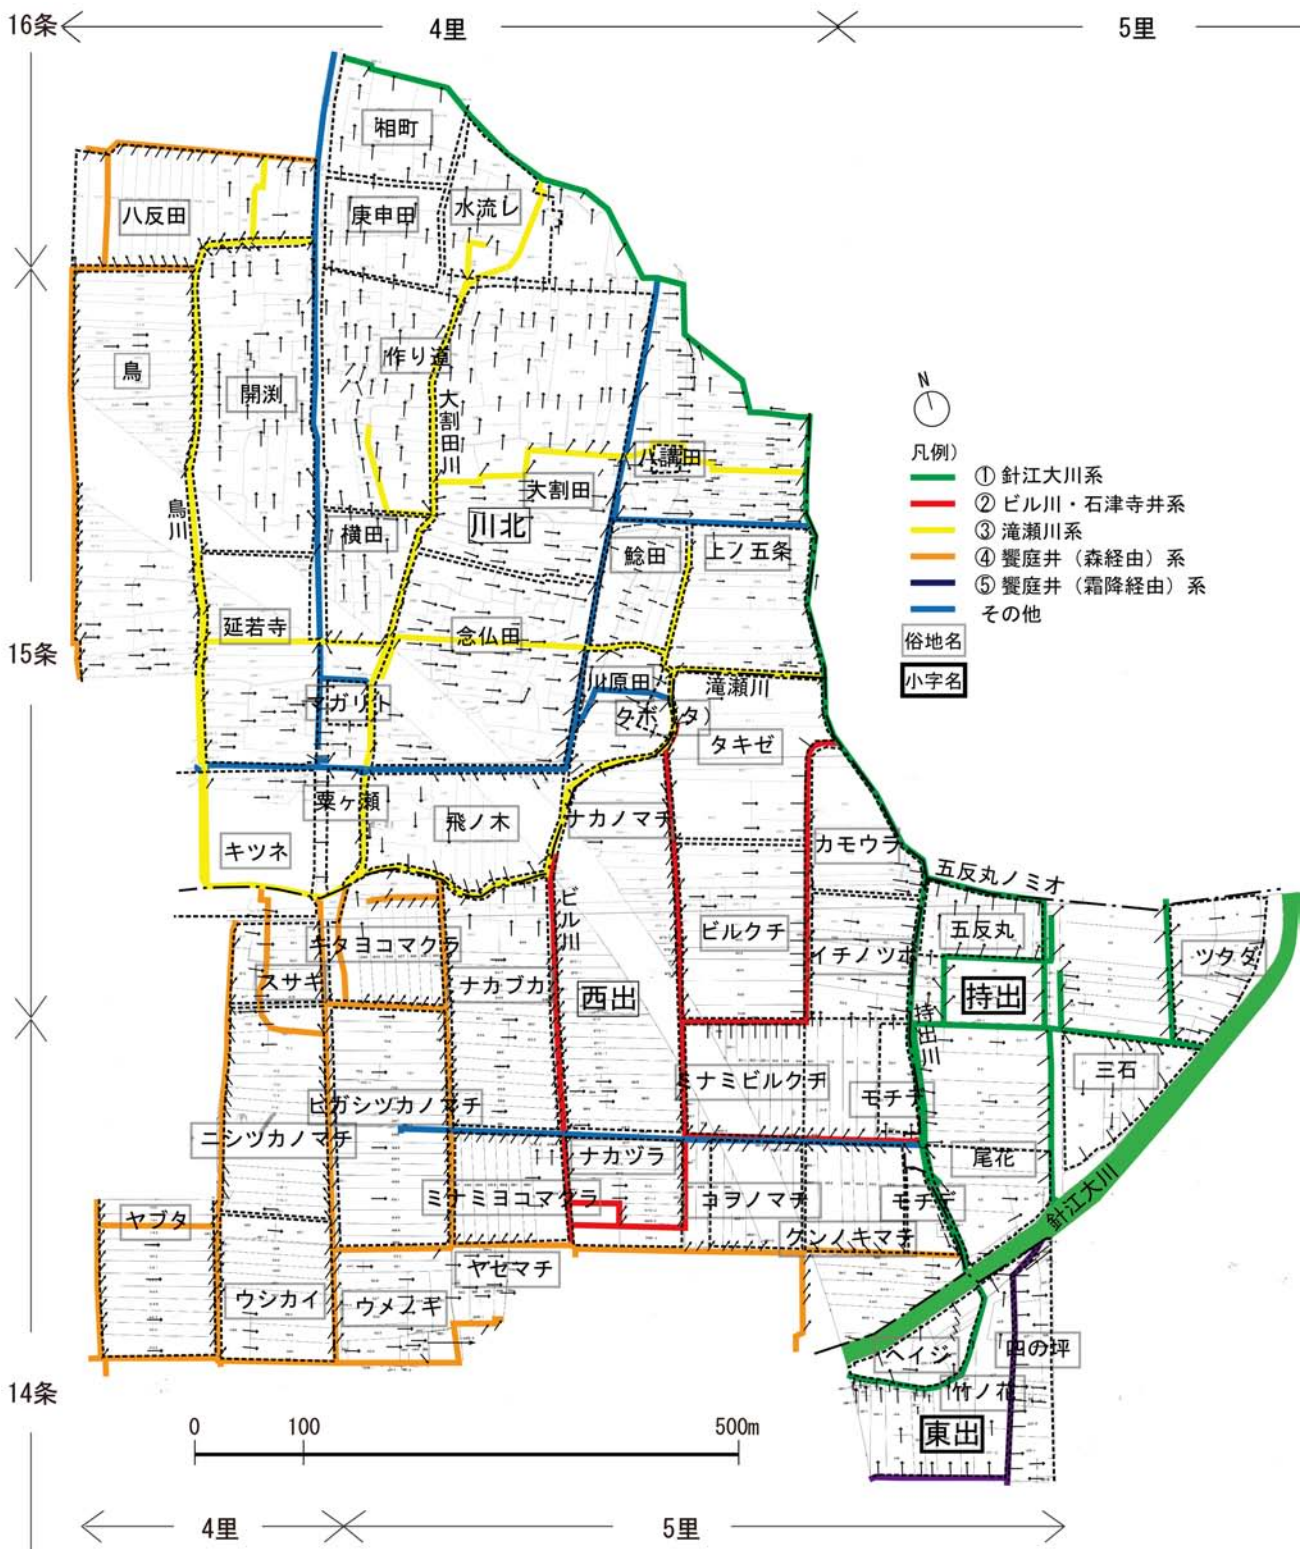 16条
4里
5里
相町
八反田
庚申田
水流し
鳥
開渕
作り道
大割田川
N
凡例)
① 針江大川系
② ビル川・石津寺井系
③ 滝瀬川系
④ 饗庭井（森経由）系
⑤ 饗庭井（霜降経由）系
その他
俗地名
小字名
八講田
大割田
鳥川
横田
川北
鯰田
上ノ五条
延若寺
念仏田
15条
川原田
滝瀬川
マガリト
クボ（タ）
タキゼ
粟ヶ瀬
飛ノ木
ナカノマチ
キツネ
カモウラ
五反丸ノミオ
ビル川
キタヨコマクラ
ビルクチ
五反丸
スサギ
ナカブカ
イチノツボ
ツタダ
西出
持出
持出川
ミナミビルクチ
三石
ヒガシツカノマチ
モチデ
ニシツカノマチ
ナカヅラ
尾花
ミナミヨコマクラ
コヲノマチ
モチデ
針江大川
ヤブタ
クンノキマチ
ヤセマチ
ウシカイ
ウメノギ
ヘイジ
四の坪
14条
竹ノ花
東出
0
100
500m
4里
5里